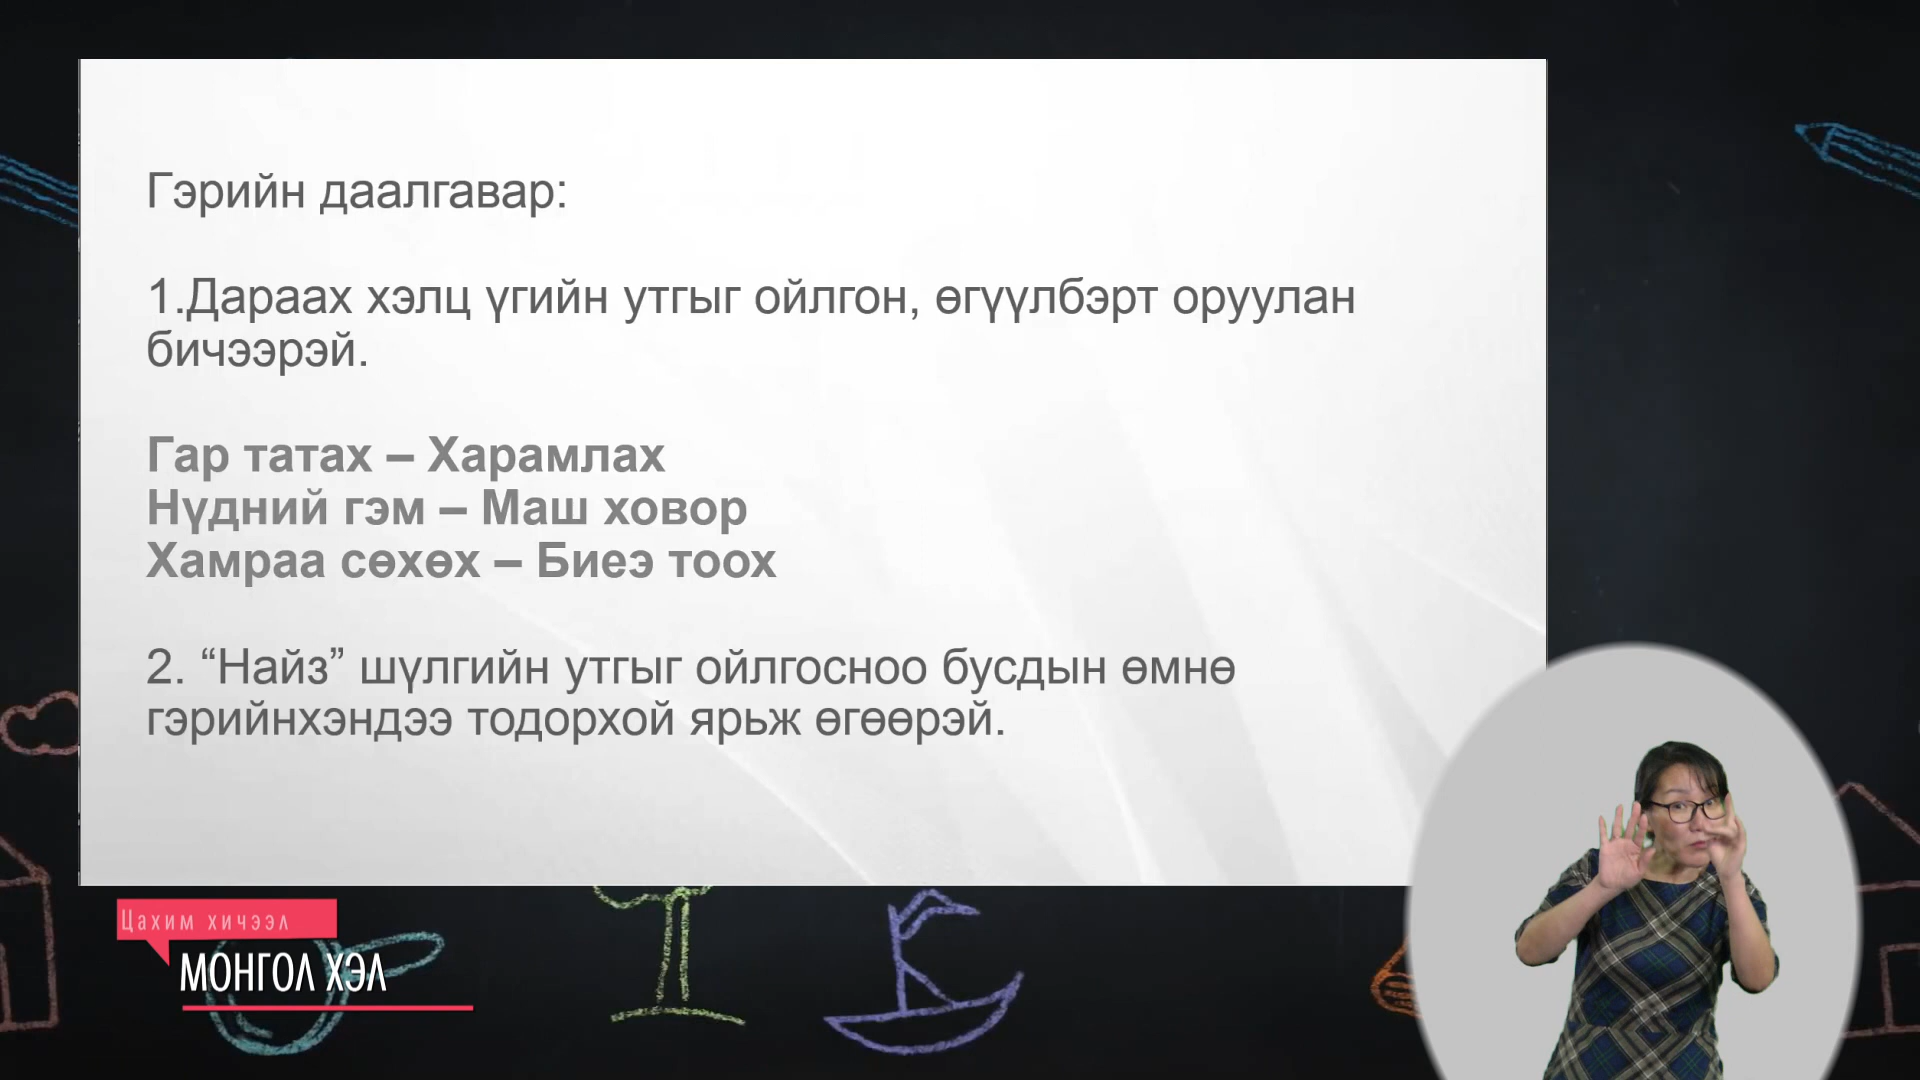 Гэрийн даалгавар:
1.Дараах хэлц үгийн утгыг ойлгон, өгүүлбэрт оруулан
бичээрэй.
Гар татах – Харамлах
Нүдний гэм – Маш ховор
Хамраа сөхөх – Биеэ тоох
2. “Найз” шүлгийн утгыг ойлгосноо бусдын өмнө
гэрийнхэндээ тодорхой ярьж өгөөрэй.
Цахим хичээл
МОНГОЛ ХЭЛ